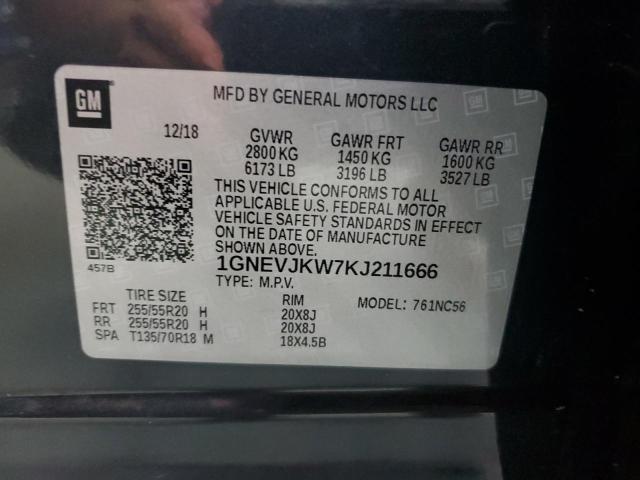 GM
MFD BY GENERAL MOTORS LLC
12/18 GVWR GAWR FRT GAWR RR
2800 KG 1450 KG 1600 KG
6173 LB 3196 LB 3527 LB
THIS VEHICLE CONFORMS TO ALL
APPLICABLE U.S. FEDERAL MOTOR
VEHICLE SAFETY STANDARDS IN EFFECT
ON THE DATE OF MANUFACTURE
SHOWN ABOVE.
457B
1GNEVJKW7KJ211666
TYPE: M.P.V.
TIRE SIZE RIM MODEL: 761NC56
FRT 255/55R20 H 20X8J
RR 255/55R20 H 20X8J
SPA T135/70R18 M 18X4.5B